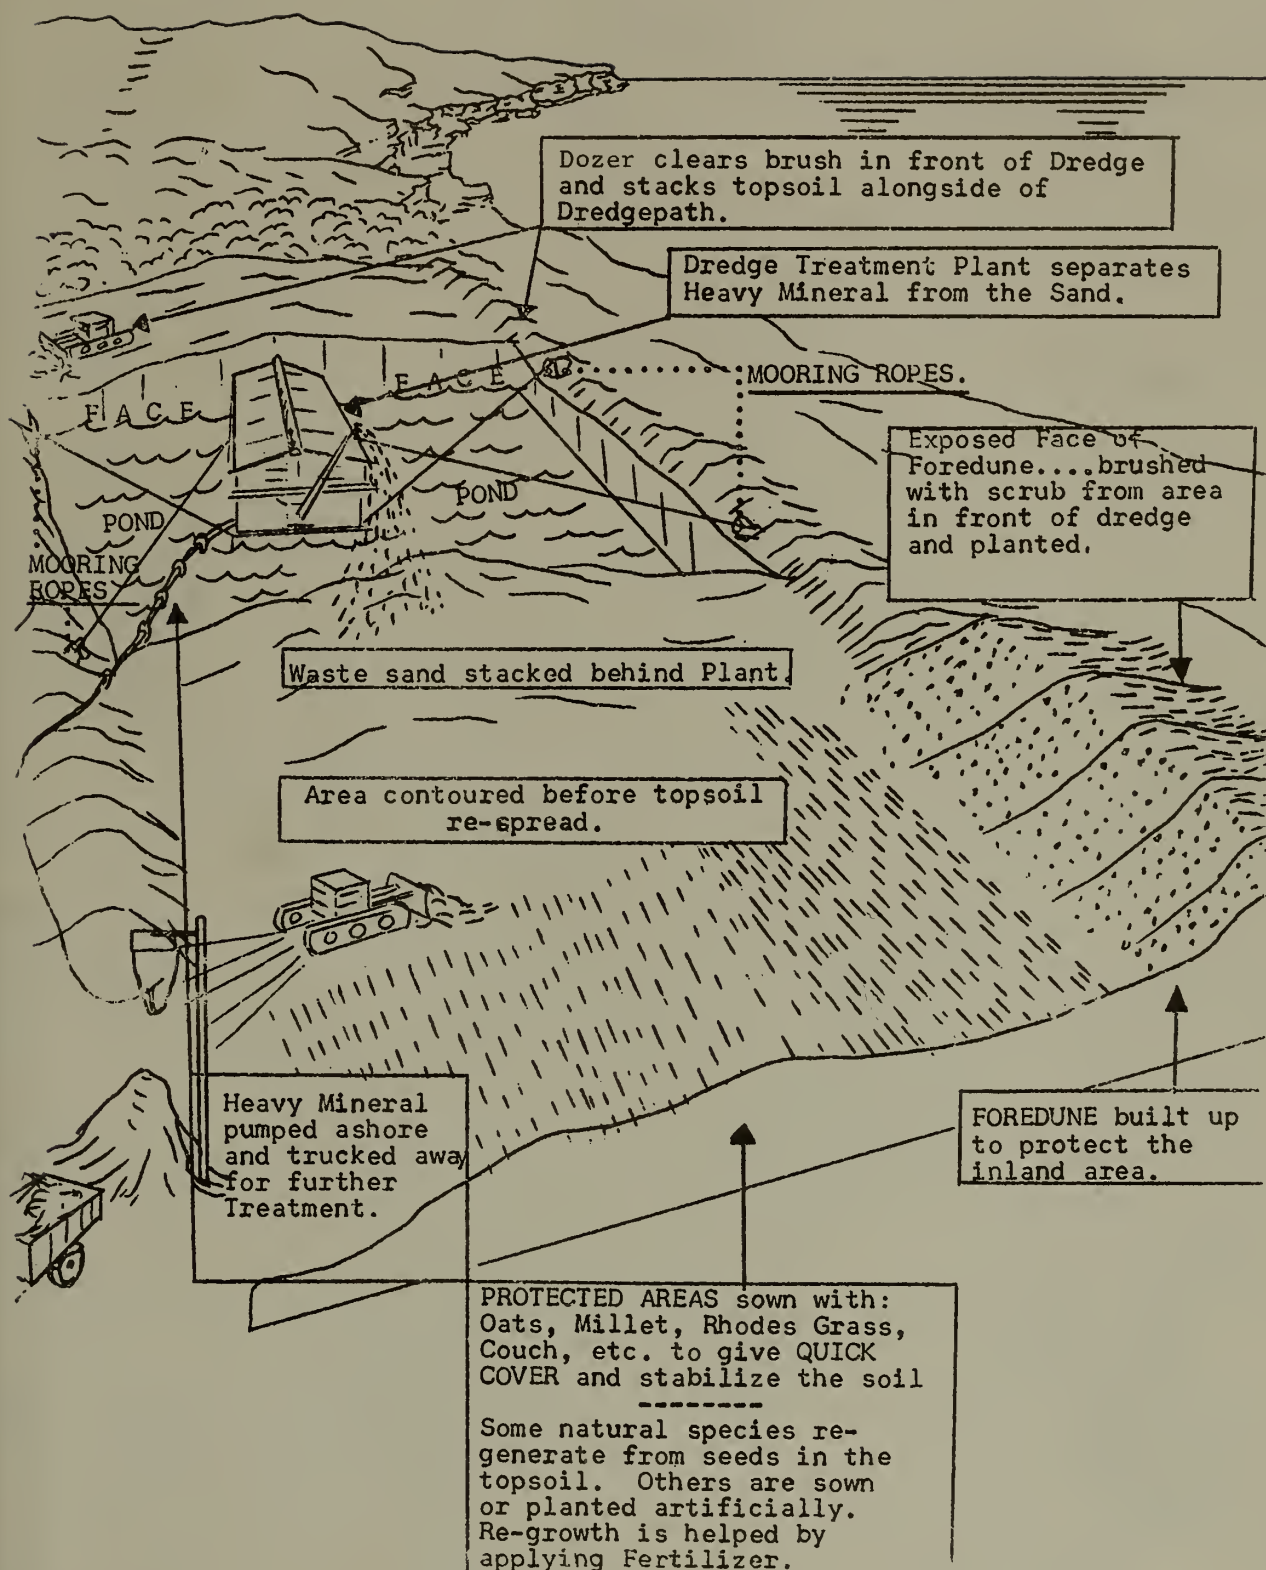 Dozer clears brush in front of Dredge
and stacks topsoil alongside of
Dredgepath.
Dredge Treatment Plant separates
Heavy Mineral from the Sand.
FACE
FACE
MOORING ROPES.
Exposed Face of
Foredune....brushed
with scrub from area
in front of dredge
and planted.
POND
POND
MOORING
ROPES
Waste sand stacked behind Plant.
Area contoured before topsoil
re-spread.
Heavy Mineral
pumped ashore
and trucked away
for further
Treatment.
FOREDUNE built up
to protect the
inland area.
PROTECTED AREAS sown with:
Oats, Millet, Rhodes Grass,
Couch, etc. to give QUICK
COVER and stabilize the soil
--------
Some natural species re-
generate from seeds in the
topsoil. Others are sown
or planted artificially.
Re-growth is helped by
applying Fertilizer.